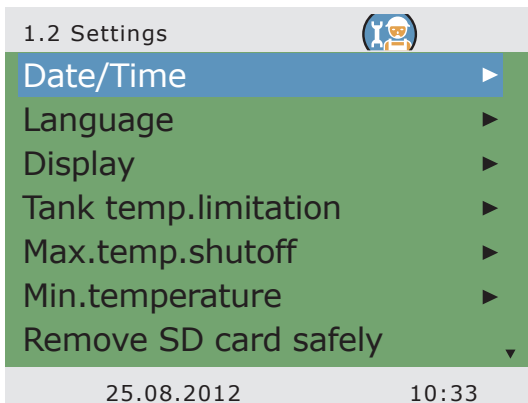 1.2 Settings
Date/Time
Language
Display
Tank temp.limitation
Max.temp.shutoff
Min.temperature
Remove SD card safely
25.08.2012 10:33